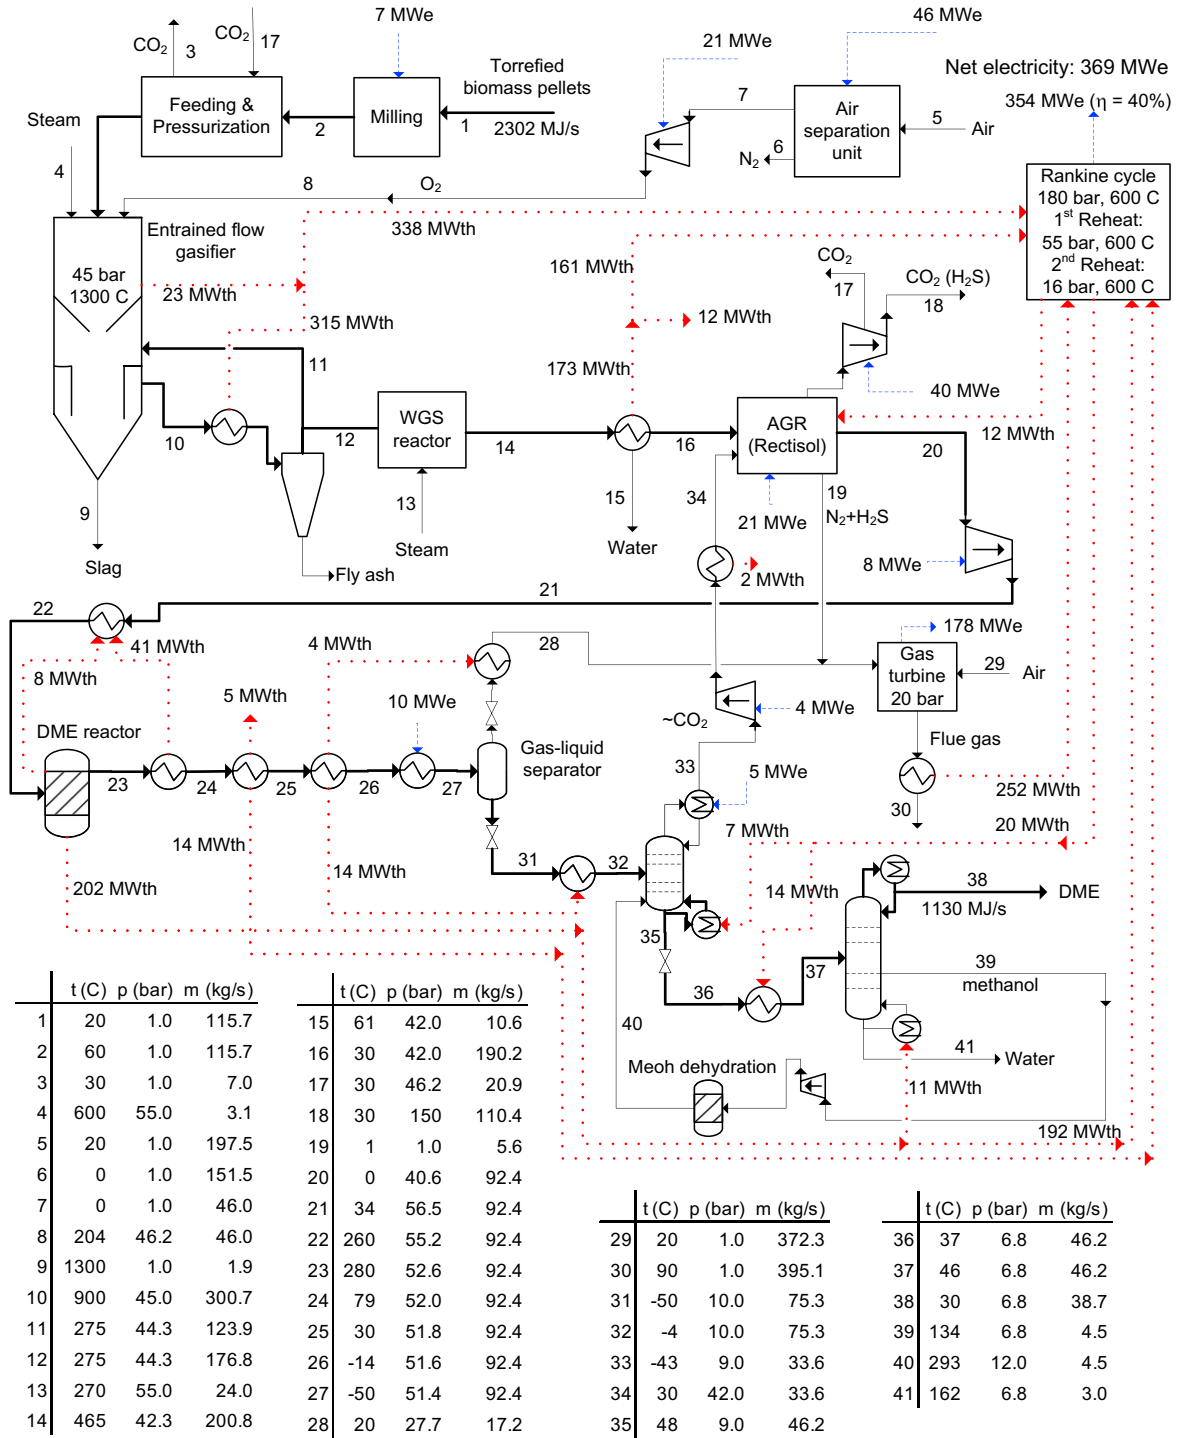 CO2
3
CO2
17
7 MWe
46 MWe
21 MWe
Net electricity: 369 MWe
354 MWe (η = 40%)
Torrefied
biomass pellets
Feeding &
Pressurization
2
Milling
1
2302 MJ/s
7
Air
separation
unit
5
Air
6
N2
Steam
4
8
O2
Rankine cycle
180 bar, 600 C
1st Reheat:
55 bar, 600 C
2nd Reheat:
16 bar, 600 C
Entrained flow
gasifier
45 bar
1300 C
23 MWth
338 MWth
315 MWth
161 MWth
12 MWth
173 MWth
CO2
17
CO2 (H2S)
18
40 MWe
11
10
12
WGS
reactor
14
16
AGR
(Rectisol)
12 MWth
20
13
Steam
15
Water
34
21 MWe
19
N2+H2S
9
Slag
Fly ash
2 MWth
8 MWe
21
22
41 MWth
8 MWth
4 MWth
28
178 MWe
Gas
turbine
20 bar
29
Air
5 MWth
10 MWe
~CO2
4 MWe
Flue gas
DME reactor
23
24
25
26
27
Gas-liquid
separator
33
5 MWe
252 MWth
30
14 MWth
14 MWth
7 MWth
20 MWth
202 MWth
31
32
14 MWth
38
DME
1130 MJ/s
35
36
37
39
methanol
40
Meoh dehydration
41
Water
11 MWth
192 MWth
t (C) p (bar) m (kg/s)
1 20 1.0 115.7
2 60 1.0 115.7
3 30 1.0 7.0
4 600 55.0 3.1
5 20 1.0 197.5
6 0 1.0 151.5
7 0 1.0 46.0
8 204 46.2 46.0
9 1300 1.0 1.9
10 900 45.0 300.7
11 275 44.3 123.9
12 275 44.3 176.8
13 270 55.0 24.0
14 465 42.3 200.8
t (C) p (bar) m (kg/s)
15 61 42.0 10.6
16 30 42.0 190.2
17 30 46.2 20.9
18 30 150 110.4
19 1 1.0 5.6
20 0 40.6 92.4
21 34 56.5 92.4
22 260 55.2 92.4
23 280 52.6 92.4
24 79 52.0 92.4
25 30 51.8 92.4
26 -14 51.6 92.4
27 -50 51.4 92.4
28 20 27.7 17.2
t (C) p (bar) m (kg/s)
29 20 1.0 372.3
30 90 1.0 395.1
31 -50 10.0 75.3
32 -4 10.0 75.3
33 -43 9.0 33.6
34 30 42.0 33.6
35 48 9.0 46.2
t (C) p (bar) m (kg/s)
36 37 6.8 46.2
37 46 6.8 46.2
38 30 6.8 38.7
39 134 6.8 4.5
40 293 12.0 4.5
41 162 6.8 3.0